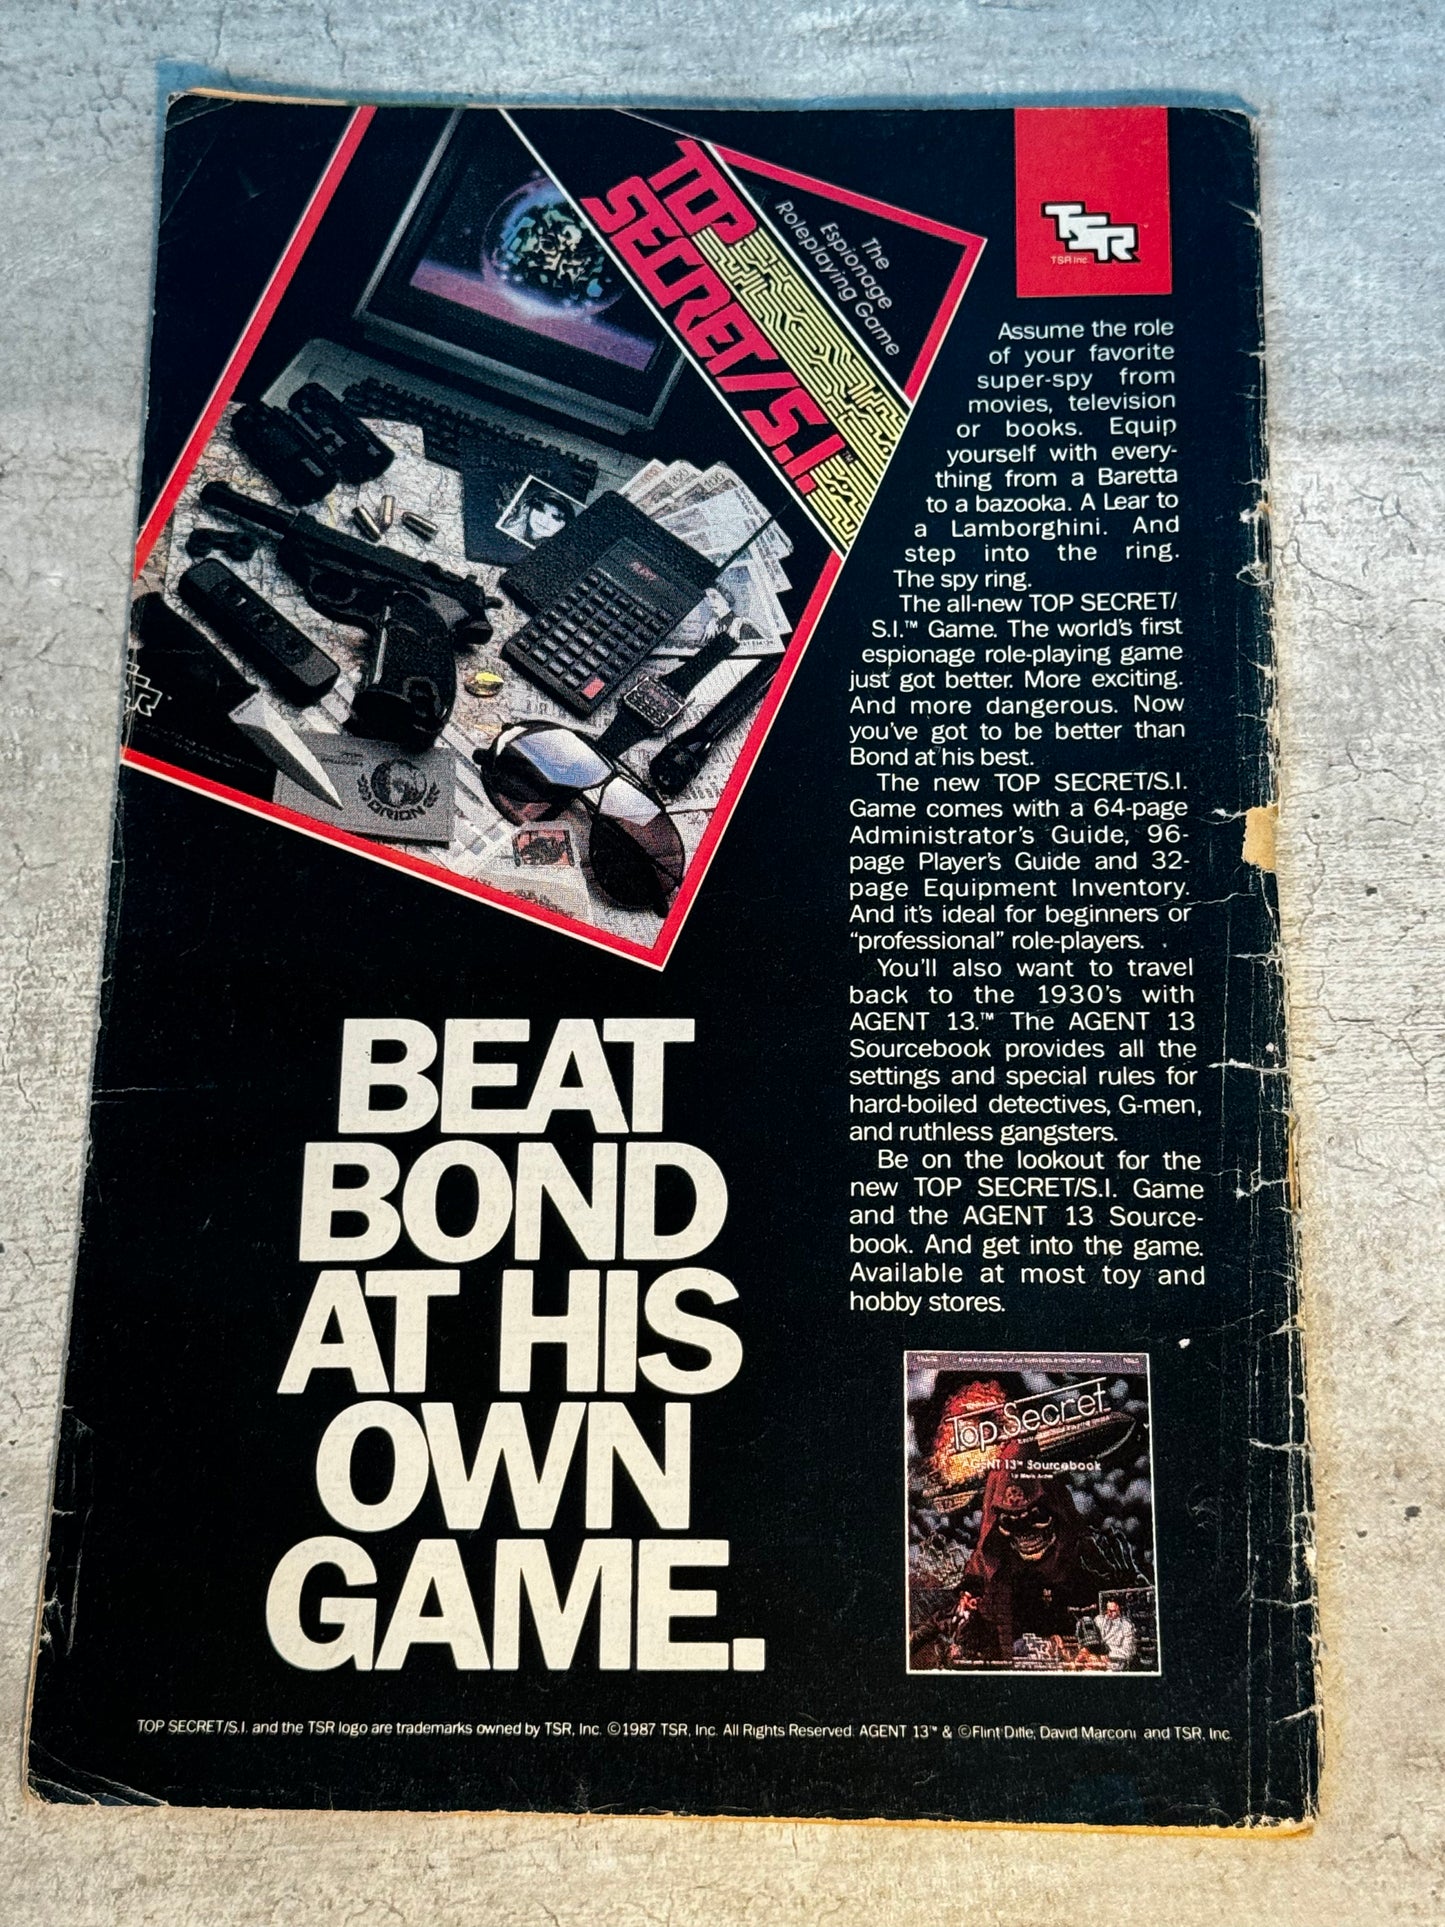 TOP
SECRET/S.I.™
The
Espionage
Roleplaying Game
TSR
TSR Inc.
ORION
Assume the role
of your favorite
super-spy from
movies, television
or books. Equip
yourself with every-
thing from a Baretta
to a bazooka. A Lear to
a Lamborghini. And
step into the ring.
The spy ring.
The all-new TOP SECRET/
S.I.™ Game. The world's first
espionage role-playing game
just got better. More exciting.
And more dangerous. Now
you've got to be better than
Bond at his best.
The new TOP SECRET/S.I.
Game comes with a 64-page
Administrator's Guide, 96-
page Player's Guide and 32-
page Equipment Inventory.
And it's ideal for beginners or
“professional” role-players.
You'll also want to travel
back to the 1930's with
AGENT 13.™ The AGENT 13
Sourcebook provides all the
settings and special rules for
hard-boiled detectives, G-men,
and ruthless gangsters.
Be on the lookout for the
new TOP SECRET/S.I. Game
and the AGENT 13 Source-
book. And get into the game.
Available at most toy and
hobby stores.
BEAT
BOND
AT HIS
OWN
GAME.
Top Secret
AGENT 13™ Sourcebook
TOP SECRET/S.I. and the TSR logo are trademarks owned by TSR, Inc. ©1987 TSR, Inc. All Rights Reserved. AGENT 13™ & ©Flint Dille, David Marconi and TSR, Inc.